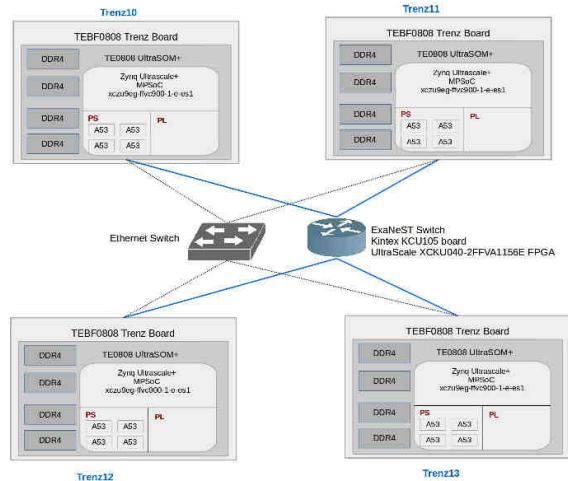 Trenz10
TEBF0808 Trenz Board
TE0808 UltraSOM+
DDR4
DDR4
DDR4
DDR4
Zynq Ultrascale+
MPSoC
xczu9eg-ffvc900-1-e-es1
PS
PL
A53 A53
A53 A53
Trenz11
TEBF0808 Trenz Board
TE0808 UltraSOM+
DDR4
DDR4
DDR4
DDR4
Zynq Ultrascale+
MPSoC
xczu9eg-ffvc900-1-e-es1
PS
PL
A53 A53
A53 A53
Ethernet Switch
ExaNeST Switch
Kintex KCU105 board
UltraScale XCKU040-2FFVA1156E FPGA
TEBF0808 Trenz Board
TE0808 UltraSOM+
DDR4
DDR4
DDR4
DDR4
Zynq Ultrascale+
MPSoC
xczu9eg-ffvc900-1-e-es1
PS
PL
A53 A53
A53 A53
Trenz12
TEBF0808 Trenz Board
TE0808 UltraSOM+
DDR4
DDR4
DDR4
DDR4
Zynq Ultrascale+
MPSoC
xczu9eg-ffvc900-1-e-es1
PS
PL
A53 A53
A53 A53
Trenz13